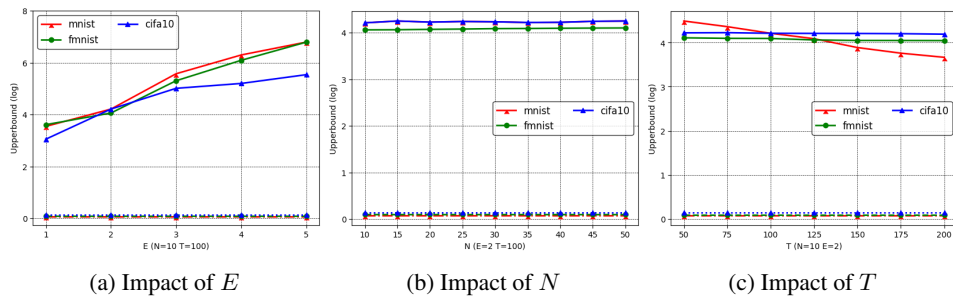 8
6
4
2
0
Upperbound (log)
mnist
fmnist
cifa10
1 2 3 4 5
E (N=10 T=100)
(a) Impact of E
4
3
2
1
0
Upperbound (log)
mnist
fmnist
cifa10
10 15 20 25 30 35 40 45 50
N (E=2 T=100)
(b) Impact of N
4
3
2
1
0
Upperbound (log)
mnist
fmnist
cifa10
50 75 100 125 150 175 200
T (N=10 E=2)
(c) Impact of T